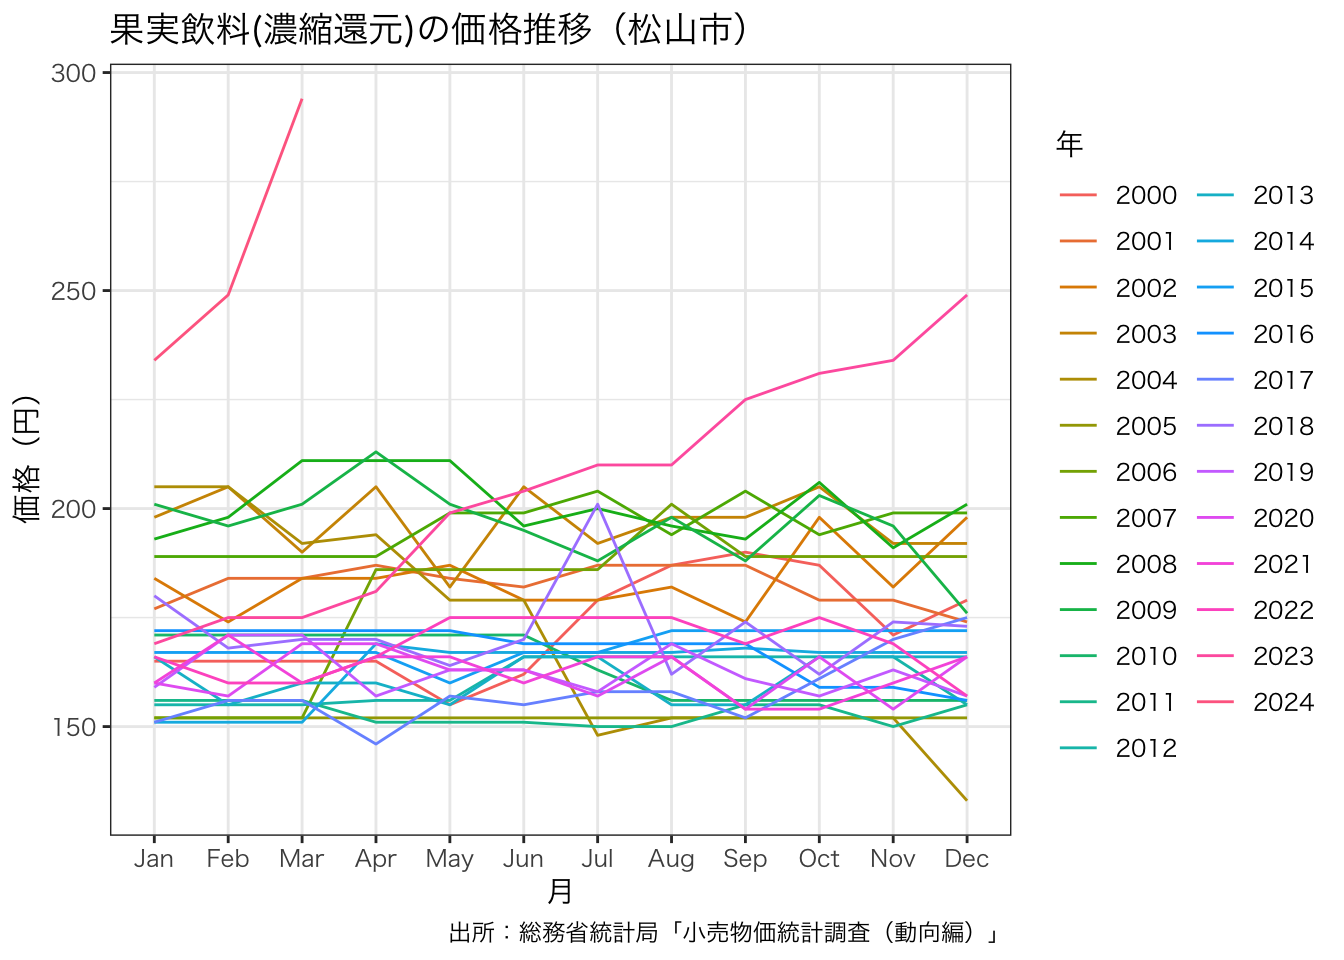 果実飲料(濃縮還元)の価格推移（松山市）
300
250
200
150
価格（円）
Jan Feb Mar Apr May Jun Jul Aug Sep Oct Nov Dec
月
年
2000 2013
2001 2014
2002 2015
2003 2016
2004 2017
2005 2018
2006 2019
2007 2020
2008 2021
2009 2022
2010 2023
2011 2024
2012
出所：総務省統計局「小売物価統計調査（動向編）」